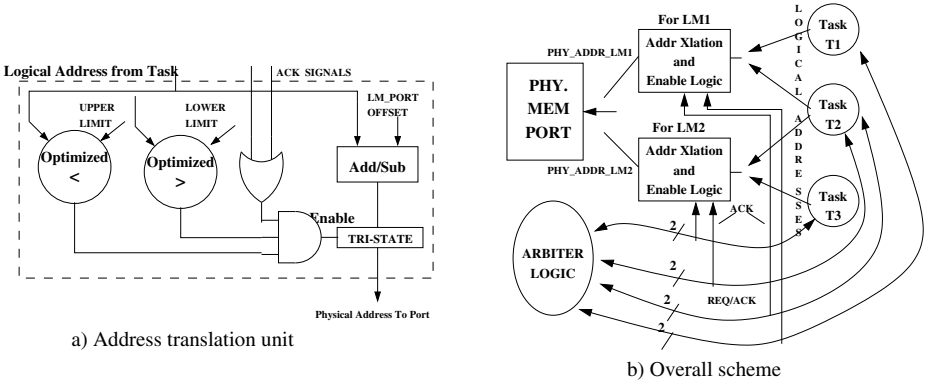 Logical Address from Task
ACK SIGNALS
UPPER
LIMIT
LOWER
LIMIT
LM_PORT
OFFSET
Optimized
<
Optimized
>
Add/Sub
Enable
TRI-STATE
Physical Address To Port
a) Address translation unit
For LM1
PHY_ADDR_LM1
Addr Xlation
and
Enable Logic
PHY.
MEM
PORT
For LM2
PHY_ADDR_LM2
Addr Xlation
and
Enable Logic
LOGICAL ADDRESSES
Task
T1
Task
T2
Task
T3
ACK
ARBITER
LOGIC
2
2
2
2
REQ/ACK
b) Overall scheme